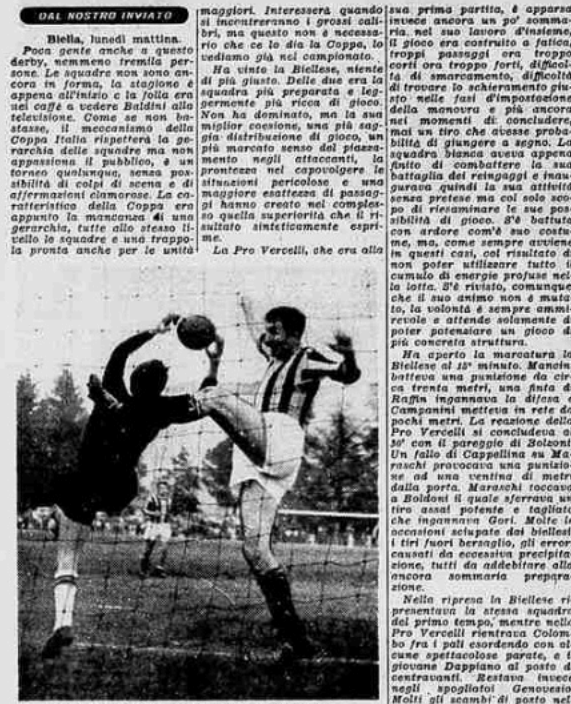 DAL NOSTRO INVIATO
Biella, lunedì mattina.
Poca gente anche a questo
derby, nemmeno tremila per-
sone. Le squadre non sono an-
cora in forma, la stagione è
appena all'inizio e la folla era
nei caffè a vedere Baldini alla
televisione. Come se non ba-
stasse, il meccanismo della
Coppa Italia rispetterà la ge-
rarchia delle squadre ma non
appassiona il pubblico, è un
torneo qualunque, senza pos-
sibilità di colpi di scena e di
affermazioni clamorose. La ca-
ratteristica della Coppa era
appunto la mancanza di una
gerarchia, tutte allo stesso li-
vello le squadre e una trappo-
la pronta anche per le unità
maggiori. Interesserà quando
si incontreranno i grossi cali-
bri, ma questo non è necessa-
rio che ce lo dia la Coppa, lo
vediamo già nel campionato.
Ha vinto la Biellese, niente
di più giusto. Delle due era la
squadra più preparata e leg-
germente più ricca di gioco.
Non ha dominato, ma la sua
miglior coesione, una più sag-
gia distribuzione di gioco, un
più marcato senso del piazza-
mento negli attaccanti, la
prontezza nel capovolgere le
situazioni pericolose e una
maggiore esattezza di passag-
gi hanno creato nel comples-
so quella superiorità che il ri-
sultato sinteticamente espri-
me.
La Pro Vercelli, che era alla
sua prima partita, è apparsa
invece ancora un po' somma-
ria. nel suo lavoro d'insieme,
il gioco era costruito a fatica,
troppi passaggi ora troppo
corti ora troppo forti, difficol-
tà di smarcamento, difficoltà
di trovare lo schieramento giu-
sto nelle fasi d'impostazione
della manovra e più ancora
nei momenti di concludere,
mai un tiro che avesse proba-
bilità di giungere a segno. La
squadra bianca aveva appena
finito di combattere la sua
battaglia dei reingaggi e inau-
gurava quindi la sua attività
senza pretese ma col solo sco-
po di riesaminare le sue pos-
sibilità di gioco. S'è battuta
con ardore com'è suo costu-
me, ma, come sempre avviene
in questi casi, col risultato di
non poter utilizzare tutto il
cumulo di energie profuse nel-
la lotta. S'è rivisto, comunque,
che il suo animo non è muta-
to, la volontà è sempre ammi-
revole e attende solamente di
poter potenziare un gioco di
più concreta struttura.
Ha aperto la marcatura la
Biellese al 15° minuto. Mancin
batteva una punizione da cir-
ca trenta metri, una finta di
Raffin ingannava la difesa e
Campanini metteva in rete da
pochi metri. La reazione della
Pro Vercelli si concludeva al
30' con il pareggio di Bolzoni.
Un fallo di Cappellina su Ma-
raschi provocava una punizio-
ne ad una ventina di metri
dalla porta. Maraschi toccava
a Boldoni il quale sferrava un
tiro assai potente e tagliato
che ingannava Gori. Molte le
occasioni sciupate dai biellesi,
i tiri fuori bersaglio, gli errori
causati da eccessiva precipita-
zione, tutti da addebitare alla
ancora sommaria prepara-
zione.
Nella ripresa la Biellese ri-
presentava la stessa squadra
del primo tempo, mentre nella
Pro Vercelli rientrava Colom-
bo fra i pali esordendo con al-
cune spettacolose parate, e il
giovane Dappiano al posto di
centravanti. Restava invece
negli spogliatoi Genovesio.
Molti gli scambi di posto nel